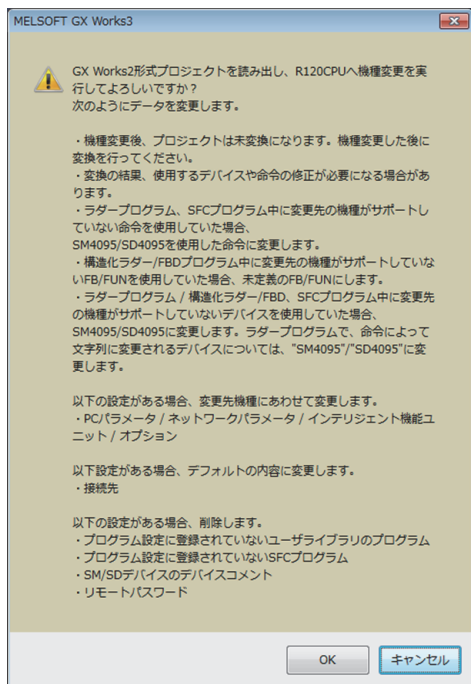 MELSOFT GX Works3
GX Works2形式プロジェクトを読み出し、R120CPUへ機種変更を実
行してよろしいですか？
次のようにデータを変更します。
・機種変更後、プロジェクトは未変換になります。機種変更した後に
変換を行ってください。
・変換の結果、使用するデバイスや命令の修正が必要になる場合があ
ります。
・ラダープログラム、SFCプログラム中に変更先の機種がサポートし
ていない命令を使用していた場合、
SM4095/SD4095を使用した命令に変更します。
・構造化ラダー/FBDプログラム中に変更先の機種がサポートしていな
いFB/FUNを使用していた場合、未定義のFB/FUNにします。
・ラダープログラム / 構造化ラダー/FBD、SFCプログラム中に変更先
の機種がサポートしていないデバイスを使用していた場合、
SM4095/SD4095に変更します。ラダープログラムで、命令によって
文字列に変更されるデバイスについては、"SM4095"/"SD4095"に変
更します。
以下の設定がある場合、変更先機種にあわせて変更します。
・PCパラメータ / ネットワークパラメータ / インテリジェント機能ユ
ニット / オプション
以下設定がある場合、デフォルトの内容に変更します。
・接続先
以下の設定がある場合、削除します。
・プログラム設定に登録されていないユーザライブラリのプログラム
・プログラム設定に登録されていないSFCプログラム
・SM/SDデバイスのデバイスコメント
・リモートパスワード
OK
キャンセル